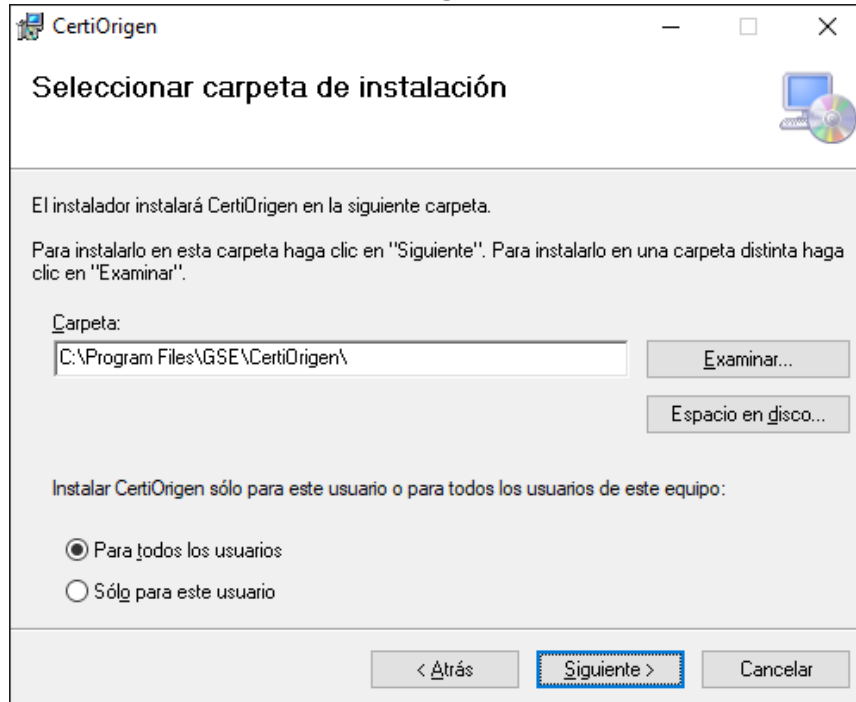 CertiOrigen
Seleccionar carpeta de instalación
El instalador instalará CertiOrigen en la siguiente carpeta.
Para instalarlo en esta carpeta haga clic en "Siguiente". Para instalarlo en una carpeta distinta haga
clic en "Examinar".
Carpeta:
C:\Program Files\GSE\CertiOrigen\
Examinar...
Espacio en disco...
Instalar CertiOrigen sólo para este usuario o para todos los usuarios de este equipo:
Para todos los usuarios
Sólo para este usuario
< Atrás
Siguiente >
Cancelar